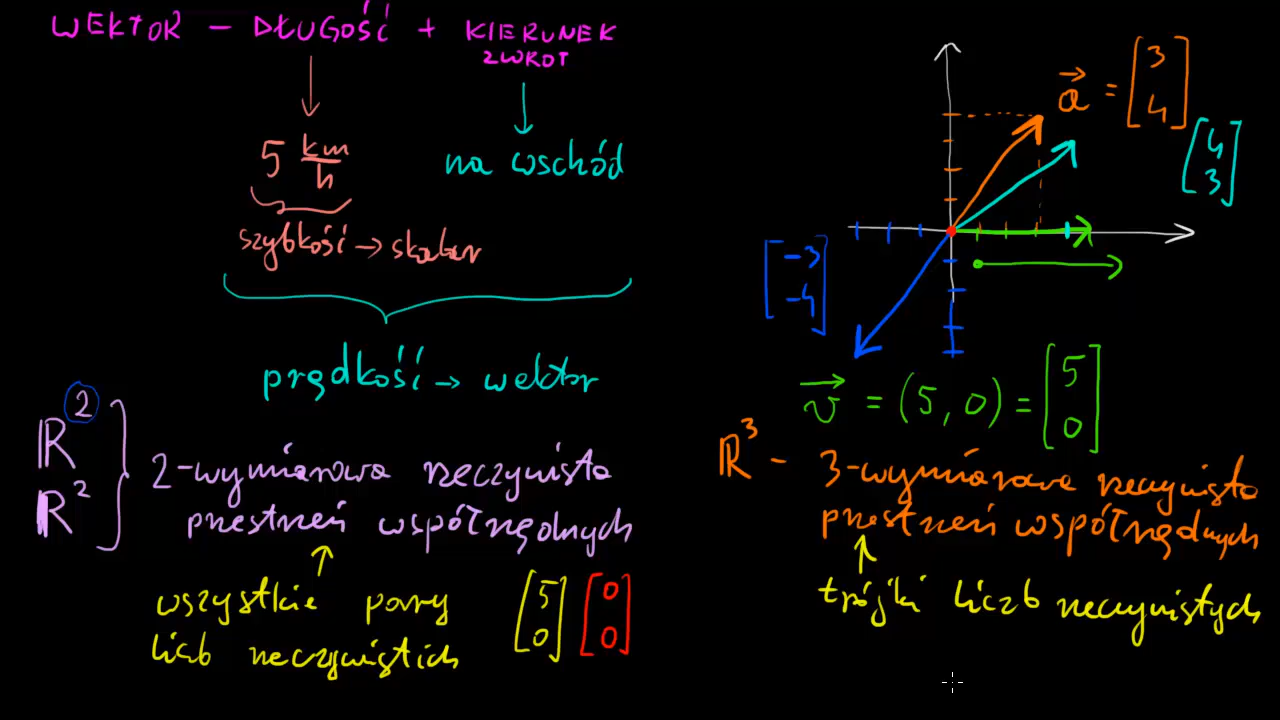 WEKTOR – DŁUGOŚĆ + KIERUNEK
ZWROT
5 km/h
na wschód
szybkość → skalar
prędkość → wektor
ℝ²
ℝ²
2-wymiarowa rzeczywista
przestrzeń współrzędnych
wszystkie pary
liczb rzeczywistich
[5 0] [0 0]
a⃗ = [3 4]
[4 3]
[-3 -4]
v⃗ = (5, 0) = [5 0]
ℝ³ – 3-wymiarowa rzeczywista
przestrzeń współrzędnych
trójki liczb rzeczywistych